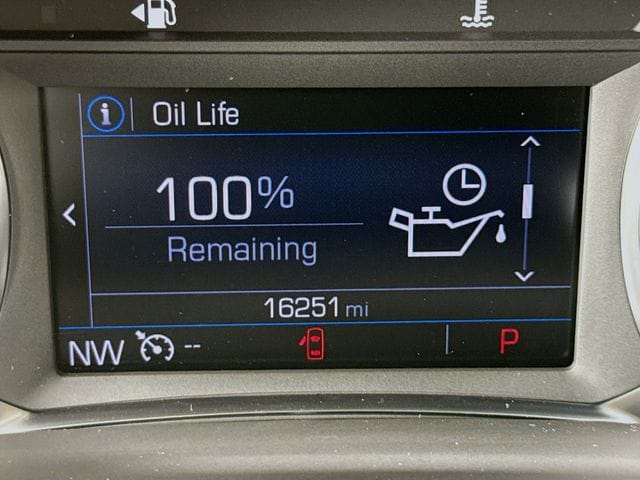 Oil Life
100%
Remaining
16251 mi
NW -- P